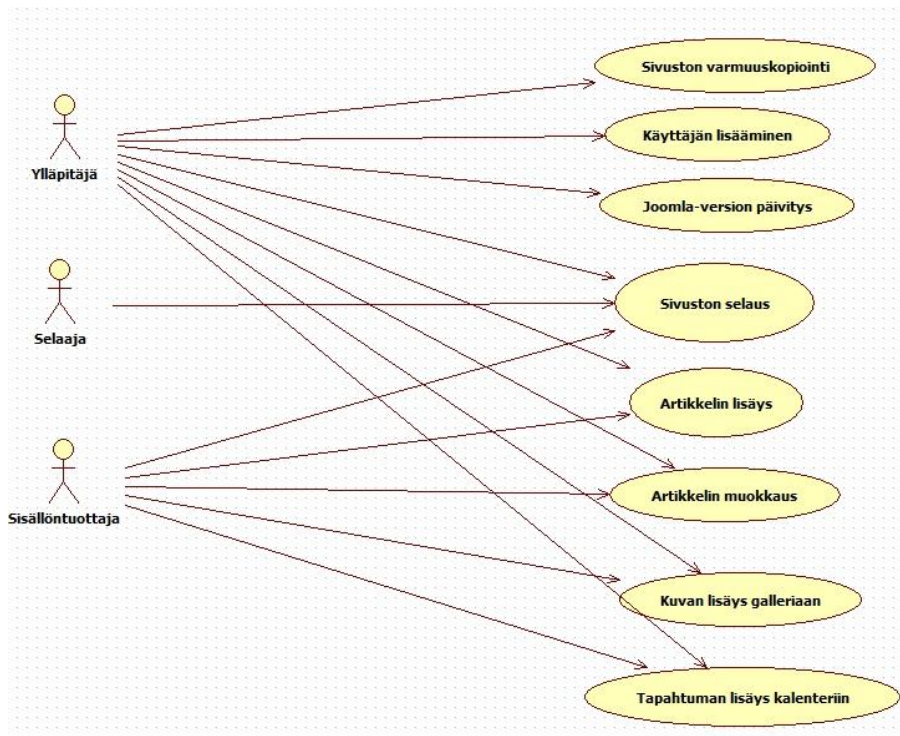 Sivuston varmuuskopiointi
Käyttäjän lisääminen
Ylläpitäjä
Joomla-version päivitys
Sivuston selaus
Selaaja
Artikkelin lisäys
Artikkelin muokkaus
Sisällöntuottaja
Kuvan lisäys galleriaan
Tapahtuman lisäys kalenteriin